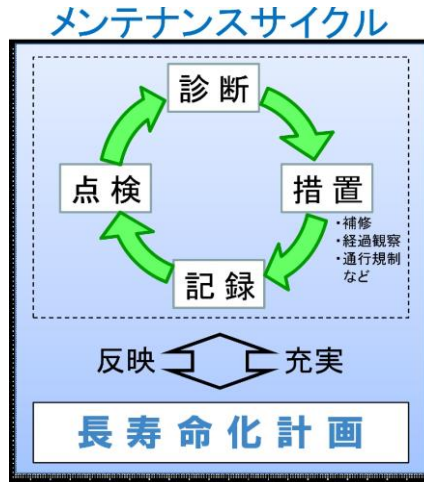 メンテナンスサイクル
診断
点検
措置
・補修
・経過観察
・通行規制
など
記録
反映
充実
長寿命化計画